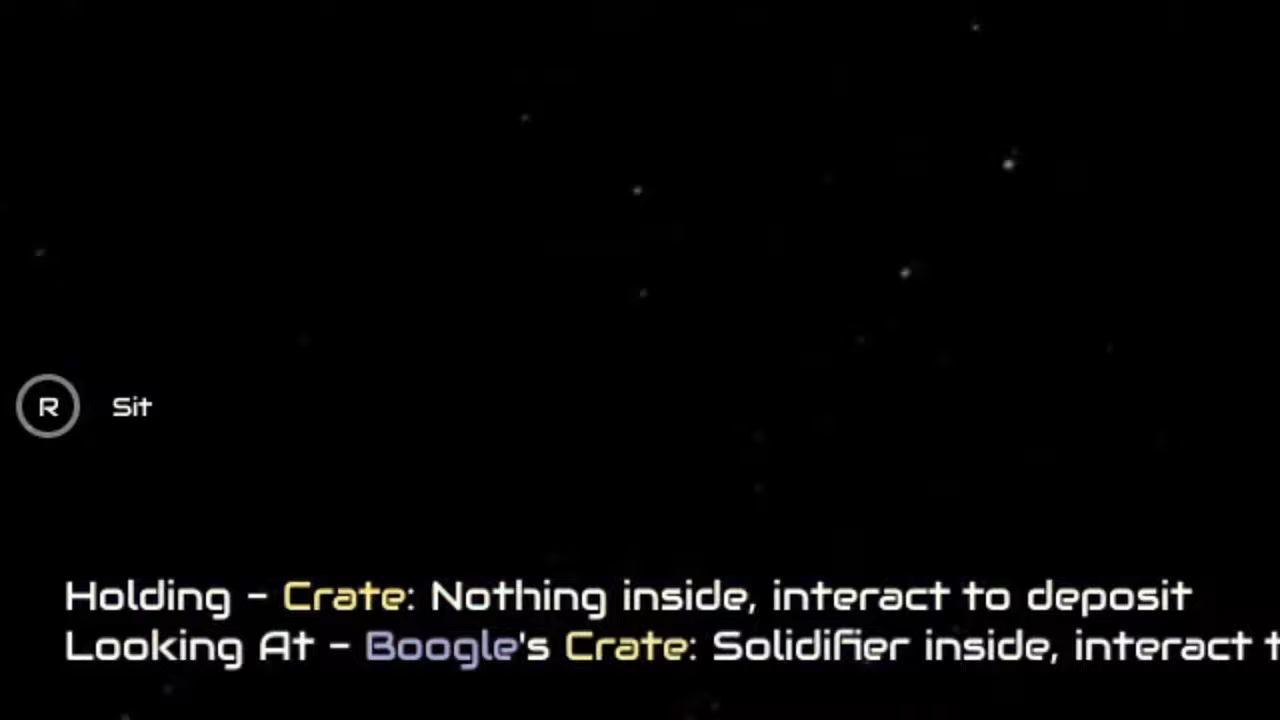 R Sit
Holding - Crate: Nothing inside, interact to deposit
Looking At - Boogle's Crate: Solidifier inside, interact t